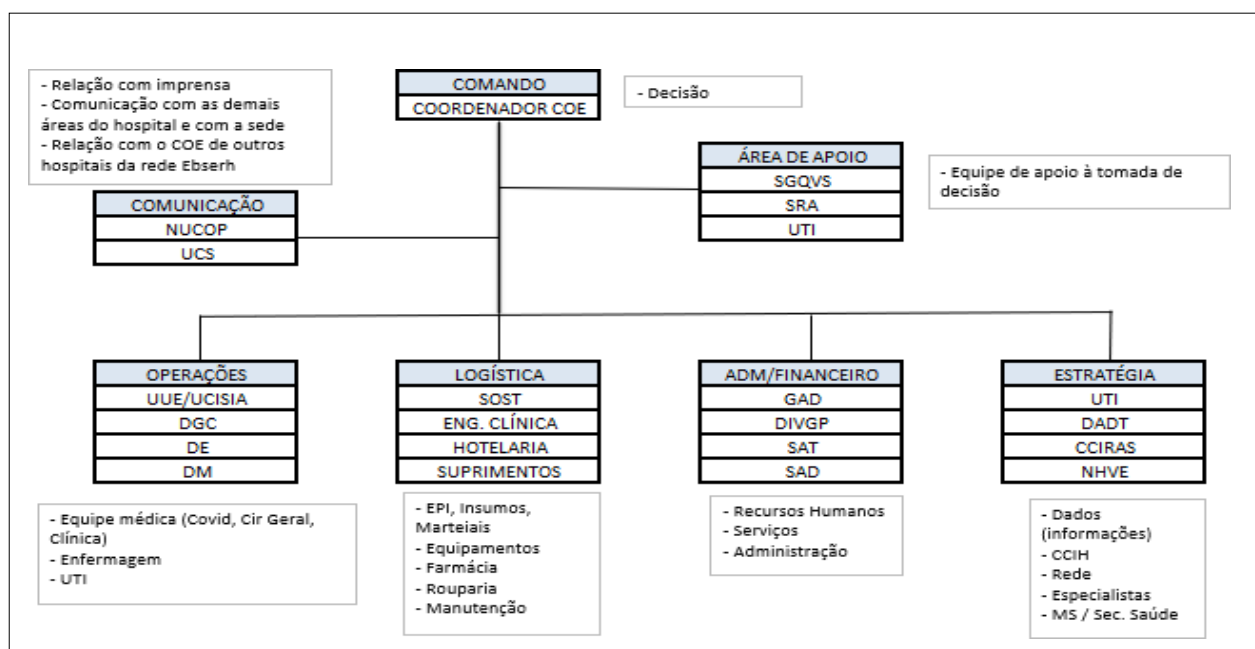 - Relação com imprensa
- Comunicação com as demais
áreas do hospital e com a sede
- Relação com o COE de outros
hospitais da rede Ebserh
COMANDO
COORDENADOR COE
- Decisão
ÁREA DE APOIO
SGQVS
SRA
UTI
- Equipe de apoio à tomada de
decisão
COMUNICAÇÃO
NUCOP
UCS
OPERAÇÕES
UUE/UCISIA
DGC
DE
DM
LOGÍSTICA
SOST
ENG. CLÍNICA
HOTELARIA
SUPRIMENTOS
ADM/FINANCEIRO
GAD
DIVGP
SAT
SAD
ESTRATÉGIA
UTI
DADT
CCIRAS
NHVE
- Equipe médica (Covid, Cir Geral,
Clínica)
- Enfermagem
- UTI
- EPI, Insumos,
Marteiais
- Equipamentos
- Farmácia
- Rouparia
- Manutenção
- Recursos Humanos
- Serviços
- Administração
- Dados
(informações)
- CCIH
- Rede
- Especialistas
- MS / Sec. Saúde